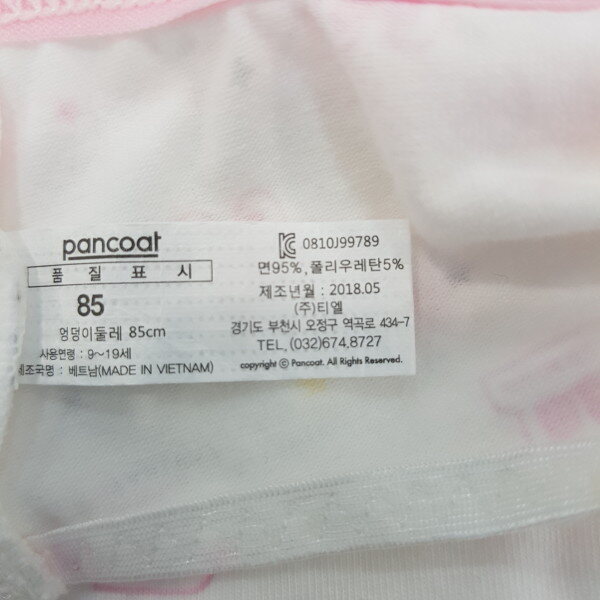 pancoat
품 질 표 시
85
엉덩이둘레 85cm
사용연령 : 9~19세
제조국명 : 베트남(MADE IN VIETNAM)
KC 0810J99789
면95%,폴리우레탄5%
제조년월 : 2018.05
(주)티엘
경기도 부천시 오정구 역곡로 434-7
TEL,(032)674,8727
copyright ⓒ Pancoat. All Rights Reserved.